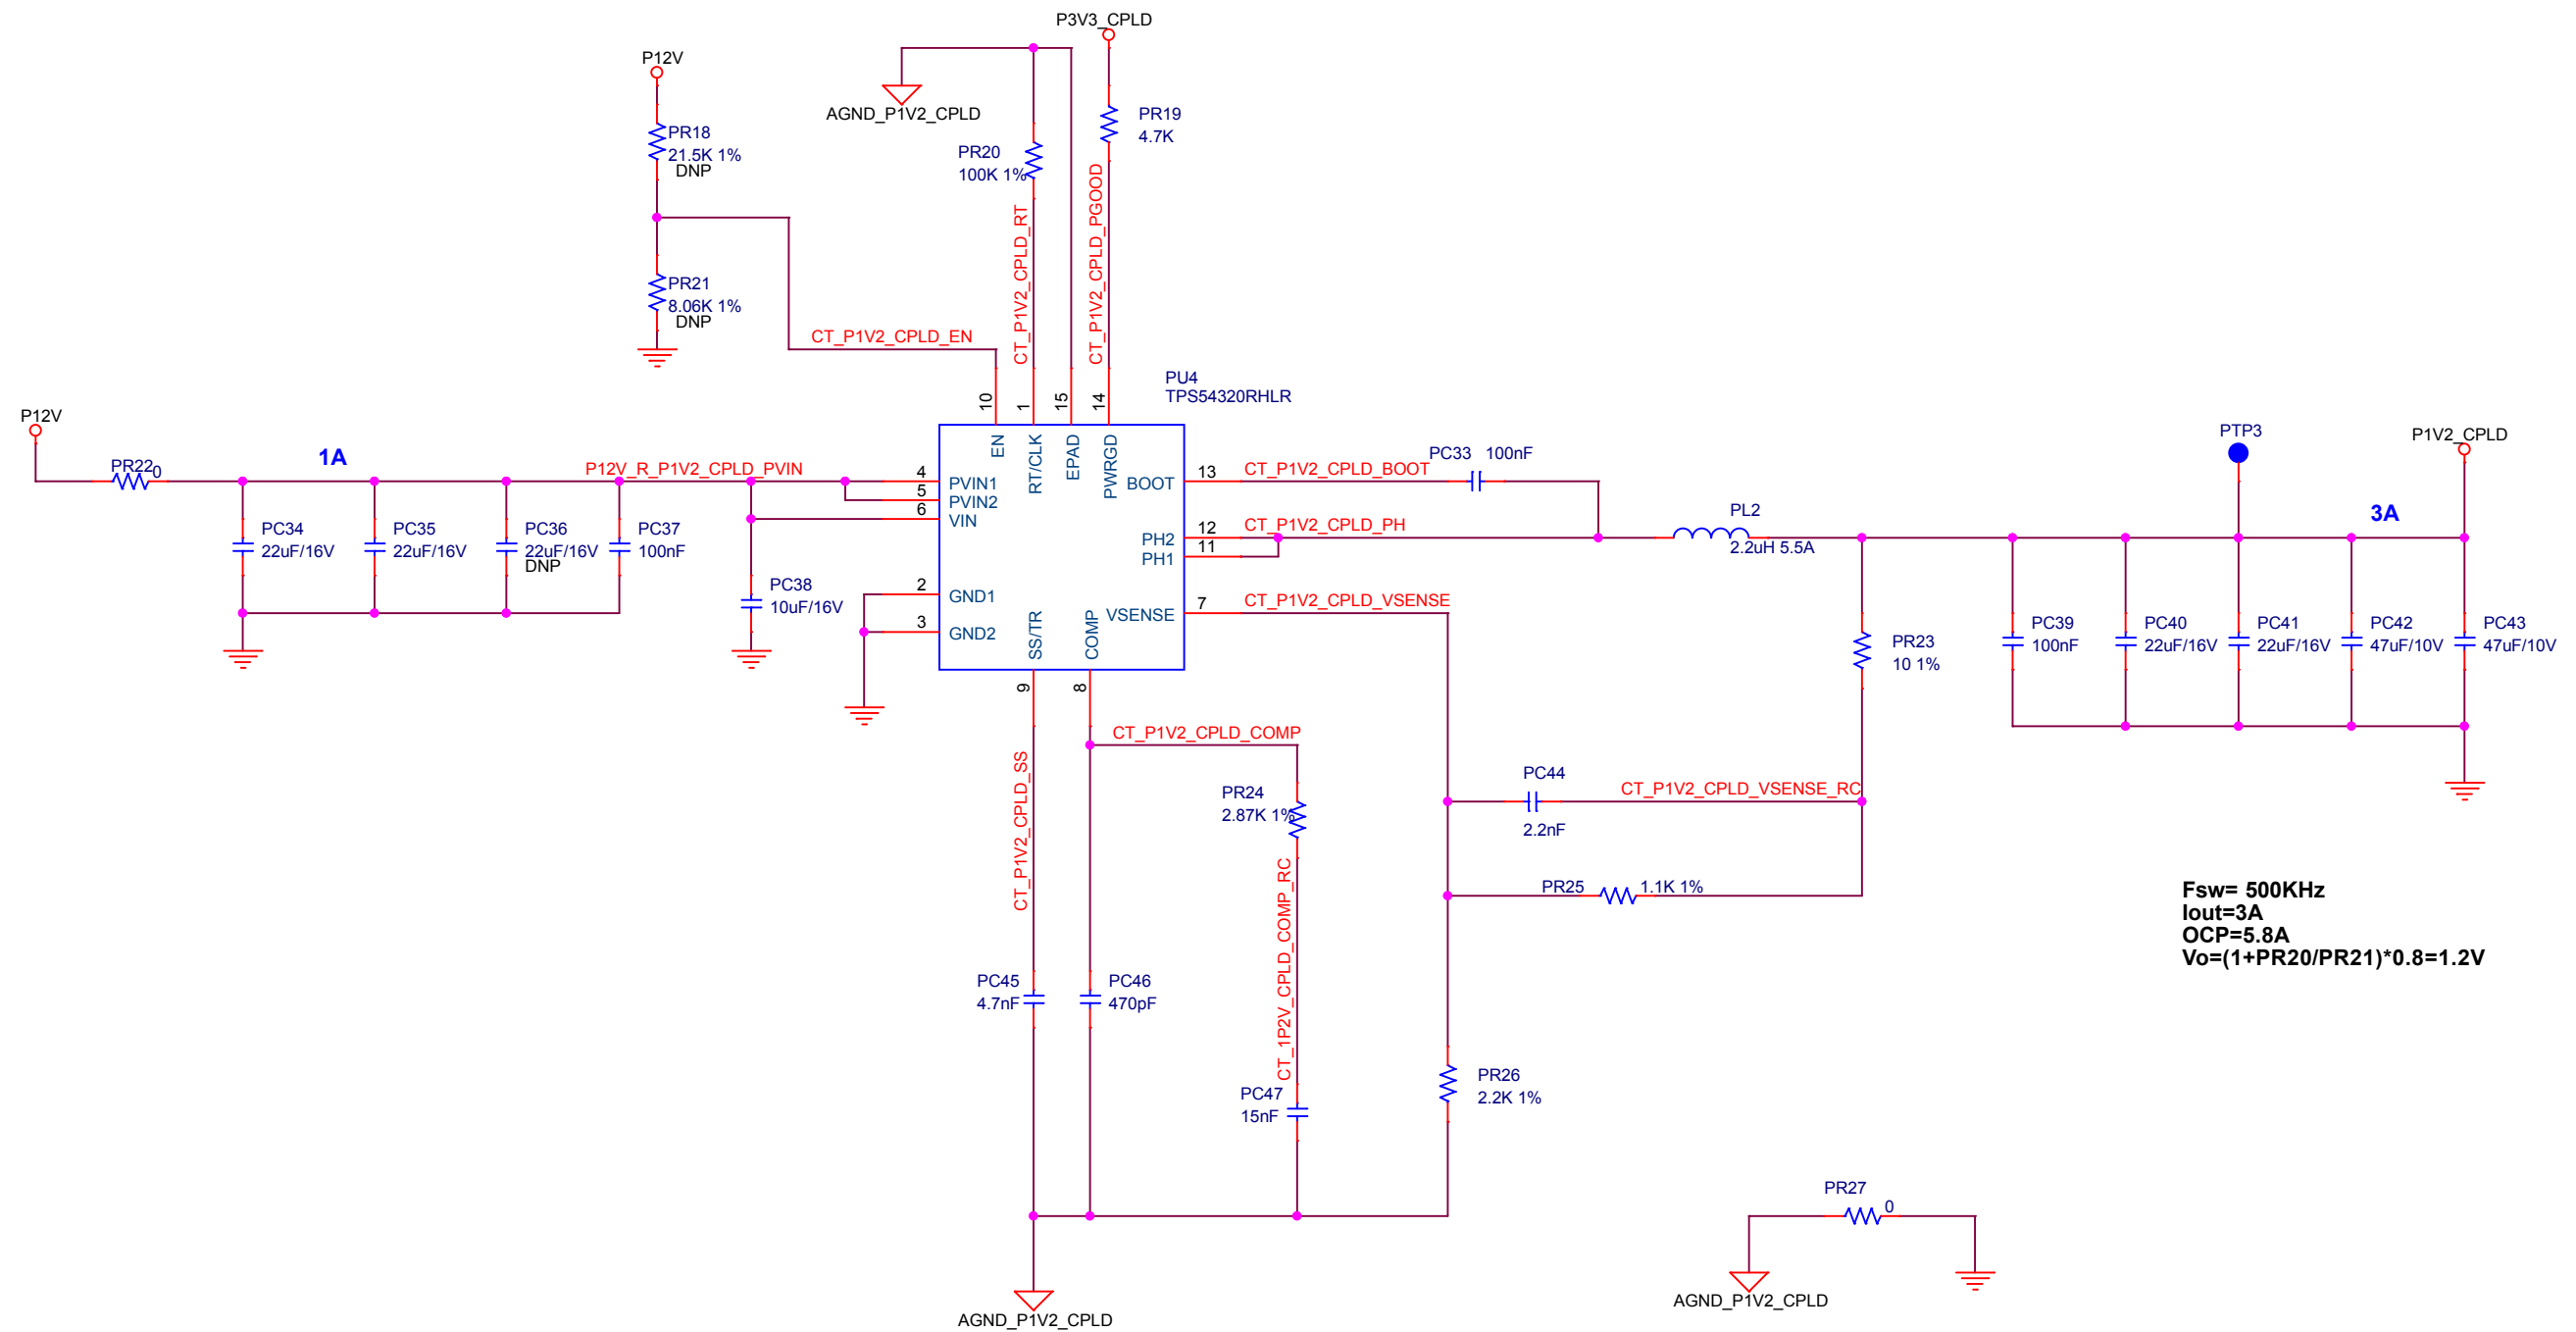 P3V3_CPLD
P12V
AGND_P1V2_CPLD
PR19
4.7K
PR18
21.5K 1%
DNP
PR20
100K 1%
CT_P1V2_CPLD_RT
CT_P1V2_CPLD_PGOOD
PR21
8.06K 1%
DNP
CT_P1V2_CPLD_EN
PU4
TPS54320RHLR
10
1
15
14
EN
RT/CLK
EPAD
PWRGD
P12V
PR22
0
1A
P12V_R_P1V2_CPLD_PVIN
4
5
6
PVIN1
PVIN2
VIN
BOOT
13
CT_P1V2_CPLD_BOOT
PC33 100nF
PTP3
P1V2_CPLD
PC34
22uF/16V
PC35
22uF/16V
PC36
22uF/16V
DNP
PC37
100nF
PC38
10uF/16V
PH2
PH1
12
11
CT_P1V2_CPLD_PH
PL2
2.2uH 5.5A
3A
2
3
GND1
GND2
SS/TR
COMP
VSENSE
7
CT_P1V2_CPLD_VSENSE
PR23
10 1%
PC39
100nF
PC40
22uF/16V
PC41
22uF/16V
PC42
47uF/10V
PC43
47uF/10V
9
8
CT_P1V2_CPLD_SS
CT_P1V2_CPLD_COMP
PR24
2.87K 1%
PC44
2.2nF
CT_P1V2_CPLD_VSENSE_RC
CT_1P2V_CPLD_COMP_RC
PR25 1.1K 1%
Fsw= 500KHz
Iout=3A
OCP=5.8A
Vo=(1+PR20/PR21)*0.8=1.2V
PC45
4.7nF
PC46
470pF
PC47
15nF
PR26
2.2K 1%
PR27
0
AGND_P1V2_CPLD
AGND_P1V2_CPLD